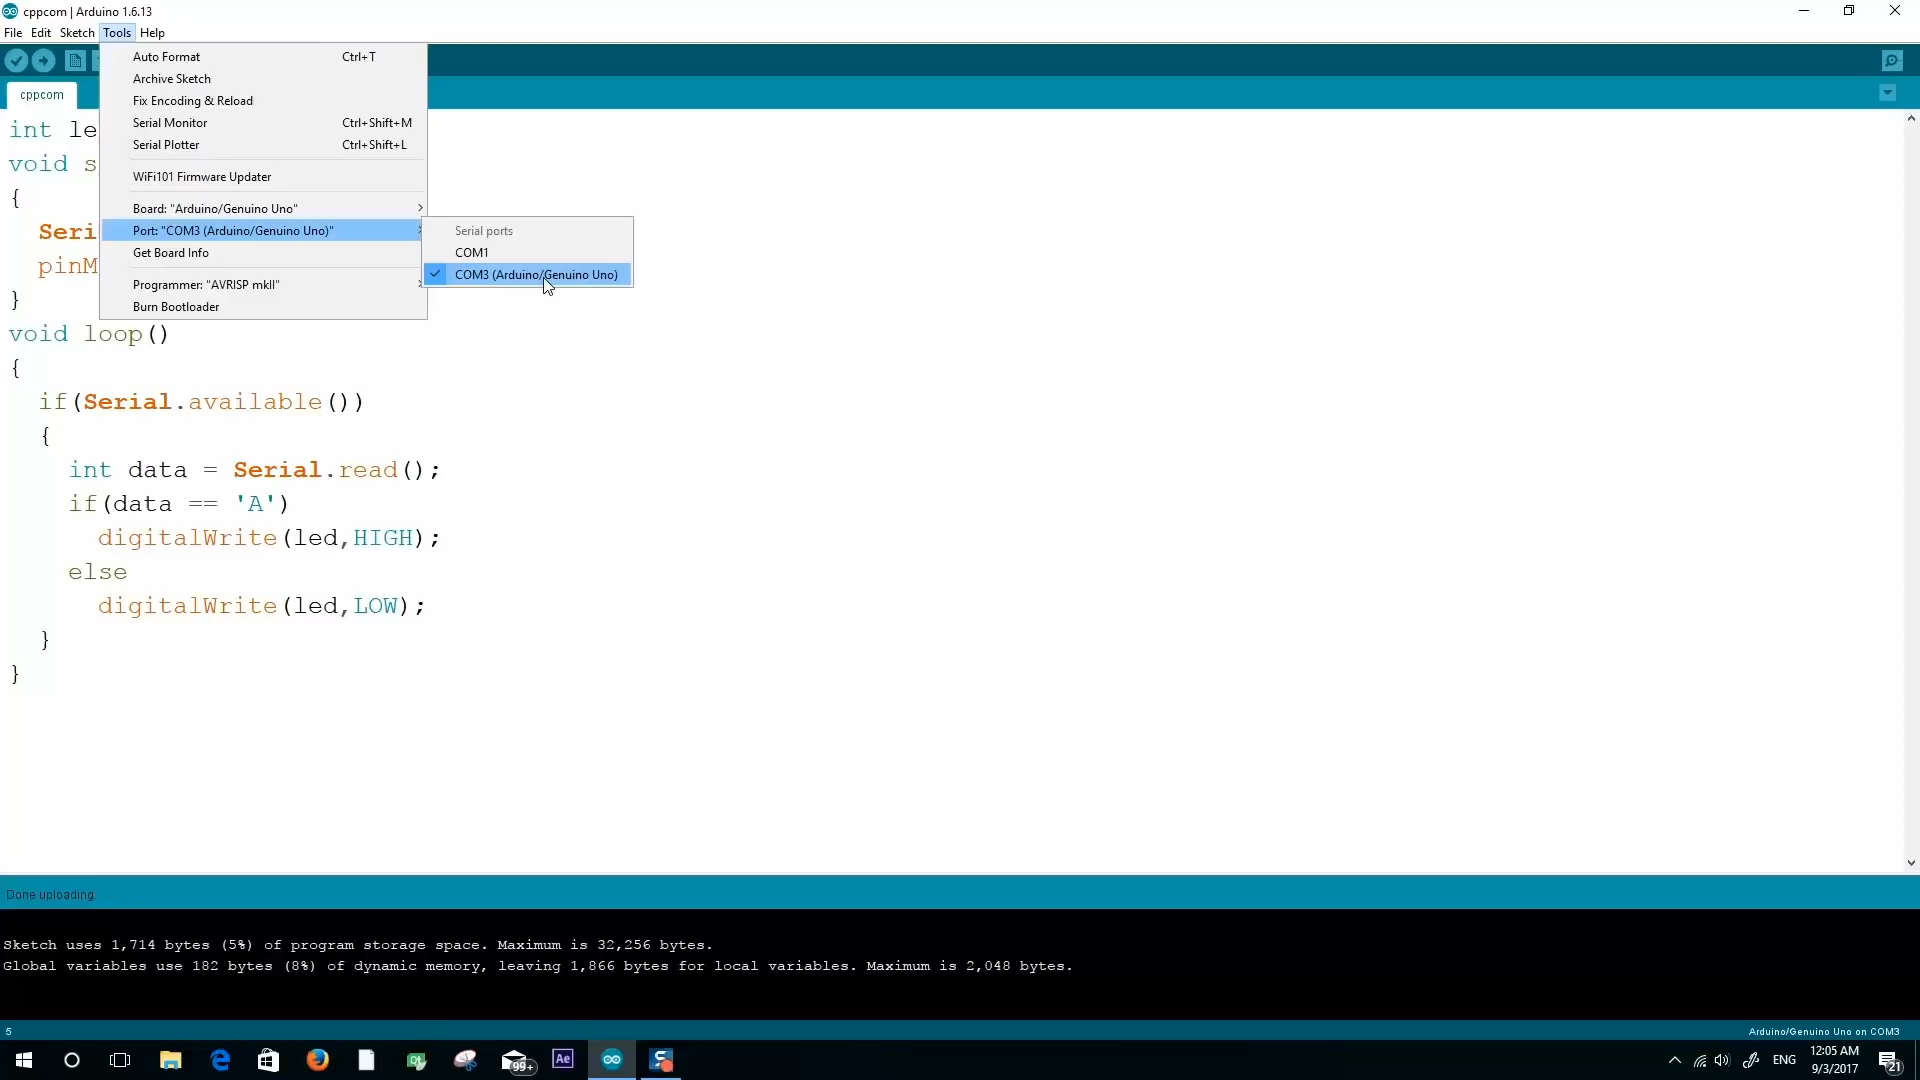 cppcom | Arduino 1.6.13
File Edit Sketch Tools Help
Auto Format Ctrl+T
Archive Sketch
Fix Encoding & Reload
Serial Monitor Ctrl+Shift+M
Serial Plotter Ctrl+Shift+L
WiFi101 Firmware Updater
Board: "Arduino/Genuino Uno"
Port: "COM3 (Arduino/Genuino Uno)"
Get Board Info
Programmer: "AVRISP mkII"
Burn Bootloader
Serial ports
COM1
COM3 (Arduino/Genuino Uno)
cppcom
int le
void s
{
Seri
pinM
}
void loop()
{
if(Serial.available())
{
int data = Serial.read();
if(data == 'A')
digitalWrite(led,HIGH);
else
digitalWrite(led,LOW);
}
}
Done uploading.
Sketch uses 1,714 bytes (5%) of program storage space. Maximum is 32,256 bytes.
Global variables use 182 bytes (8%) of dynamic memory, leaving 1,866 bytes for local variables. Maximum is 2,048 bytes.
5 Arduino/Genuino Uno on COM3
99+ Ae ENG 12:05 AM
9/3/2017 21